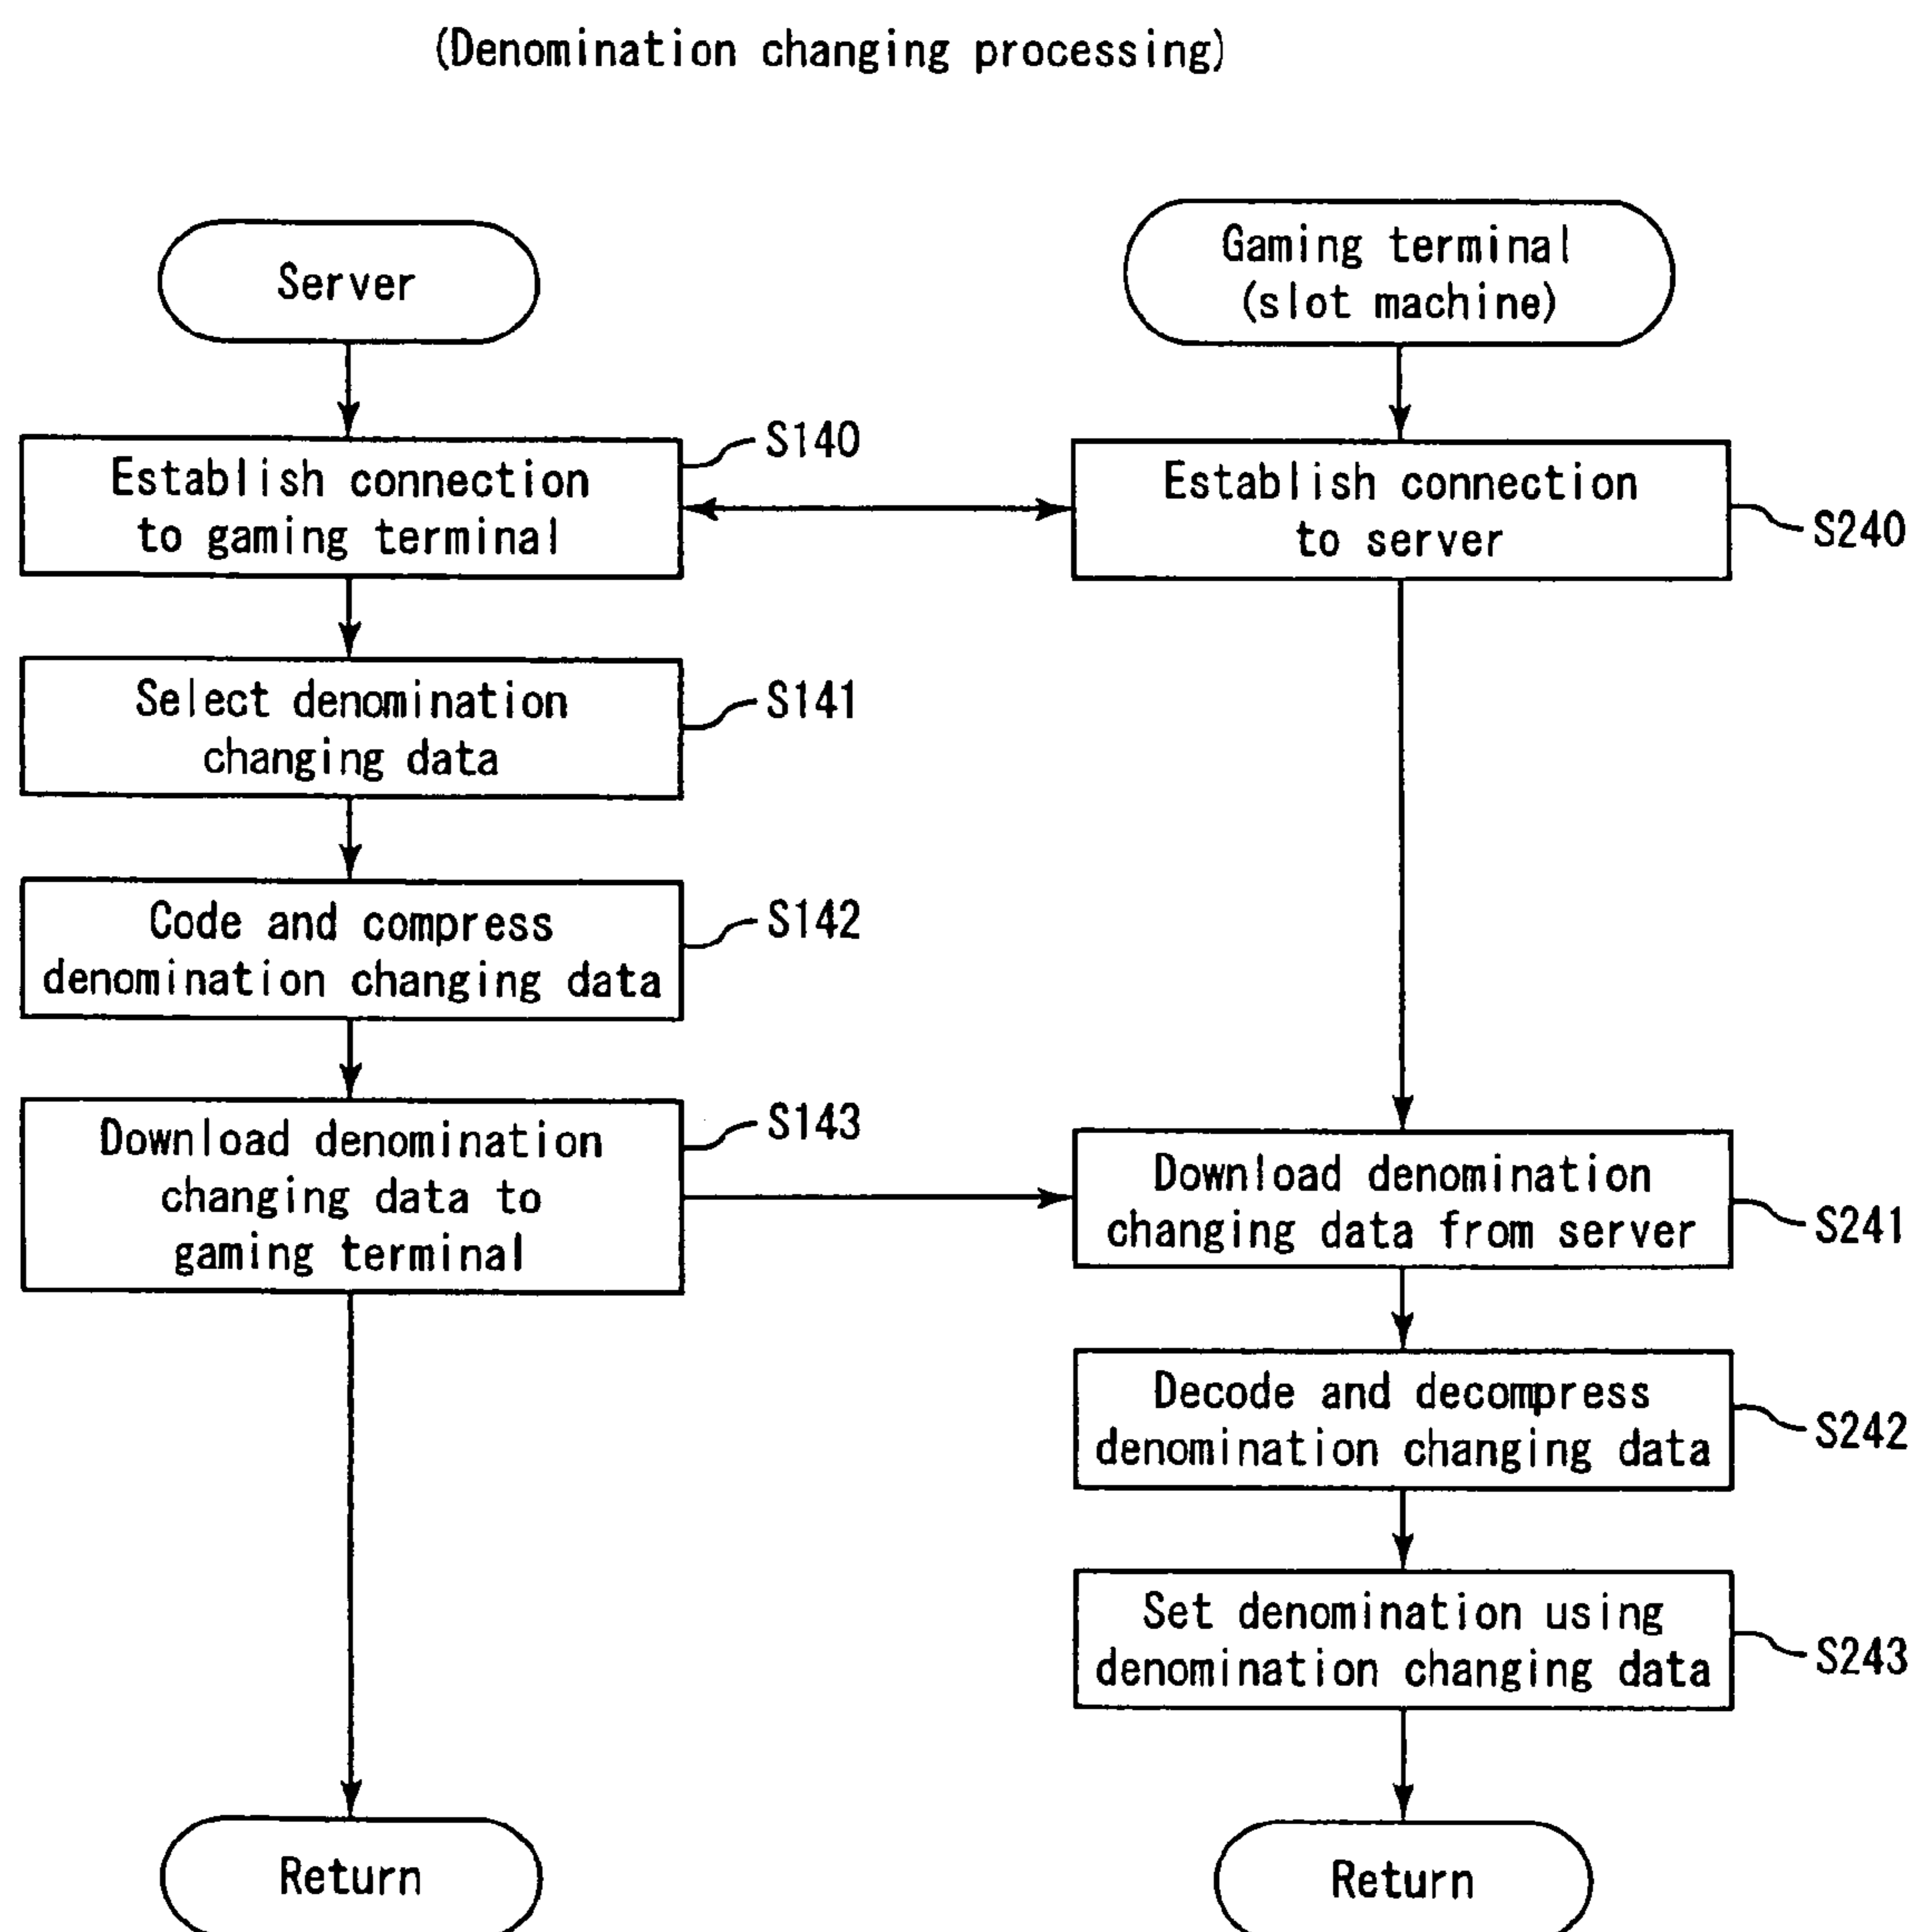 (Denomination changing processing)
Server
Gaming terminal
(slot machine)
Establish connection
to gaming terminal
S140
Establish connection
to server
S240
Select denomination
changing data
S141
Code and compress
denomination changing data
S142
Download denomination
changing data to
gaming terminal
S143
Download denomination
changing data from server
S241
Decode and decompress
denomination changing data
S242
Set denomination using
denomination changing data
S243
Return
Return